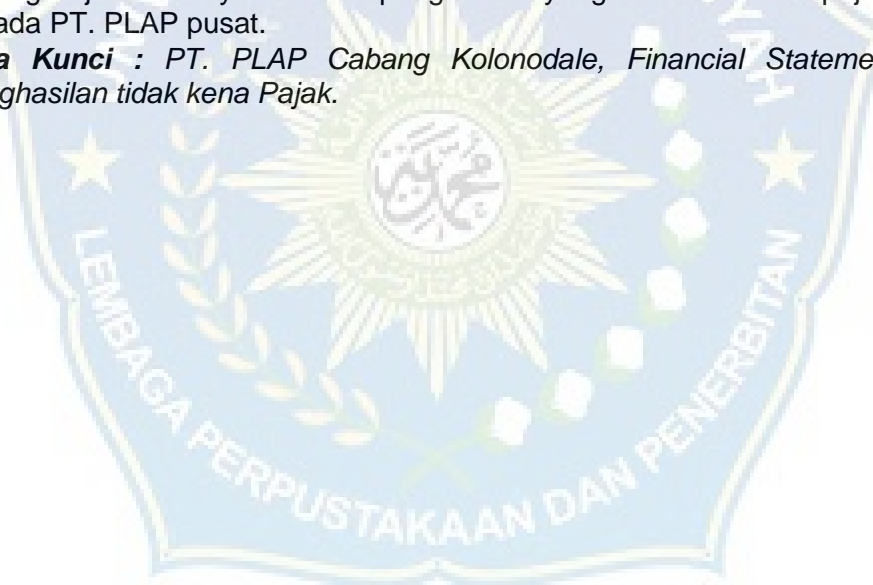 ada PT. PLAP pusat.
a Kunci : PT. PLAP Cabang Kolonodale, Financial Stateme
ghasilan tidak kena Pajak.
YAH
LEMBAGA PERPUSTAKAAN DAN PENERBITAN